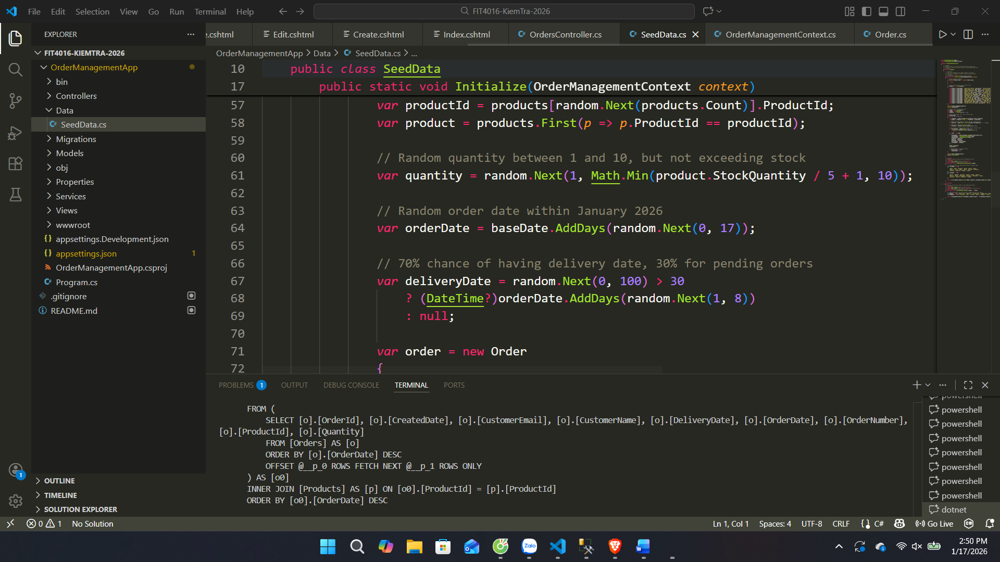 File Edit Selection View Go Run Terminal Help
FIT4016-KiemTra-2026
EXPLORER
e.cshtml
Edit.cshtml
Create.cshtml
Index.cshtml
OrdersController.cs
SeedData.cs
OrderManagementContext.cs
Order.cs
FIT4016-KIEMTRA-2026
OrderManagementApp
bin
Controllers
Data
SeedData.cs
Migrations
Models
obj
Properties
Services
Views
wwwroot
appsettings.Development.json
appsettings.json 1
OrderManagementApp.csproj
Program.cs
.gitignore
README.md
OUTLINE
TIMELINE
SOLUTION EXPLORER
OrderManagementApp > Data > SeedData.cs > ...
10 public class SeedData
17 public static void Initialize(OrderManagementContext context)
57 var productId = products[random.Next(products.Count)].ProductId;
58 var product = products.First(p => p.ProductId == productId);
59
60 // Random quantity between 1 and 10, but not exceeding stock
61 var quantity = random.Next(1, Math.Min(product.StockQuantity / 5 + 1, 10));
62
63 // Random order date within January 2026
64 var orderDate = baseDate.AddDays(random.Next(0, 17));
65
66 // 70% chance of having delivery date, 30% for pending orders
67 var deliveryDate = random.Next(0, 100) > 30
68 ? (DateTime?)orderDate.AddDays(random.Next(1, 8))
69 : null;
70
71 var order = new Order
72 {
PROBLEMS 1 OUTPUT DEBUG CONSOLE TERMINAL PORTS
FROM (
SELECT [o].[OrderId], [o].[CreatedDate], [o].[CustomerEmail], [o].[CustomerName], [o].[DeliveryDate], [o].[OrderDate], [o].[OrderNumber],
[o].[ProductId], [o].[Quantity]
FROM [Orders] AS [o]
ORDER BY [o].[OrderDate] DESC
OFFSET @__p_0 ROWS FETCH NEXT @__p_1 ROWS ONLY
) AS [o0]
INNER JOIN [Products] AS [p] ON [o0].[ProductId] = [p].[ProductId]
ORDER BY [o0].[OrderDate] DESC
powershell
powershell
powershell
powershell
powershell
powershell
powershell
powershell
dotnet
1
0 1 No Solution
Ln 1, Col 1 Spaces: 4 UTF-8 CRLF C# Go Live
Zalo
2:50 PM
1/17/2026